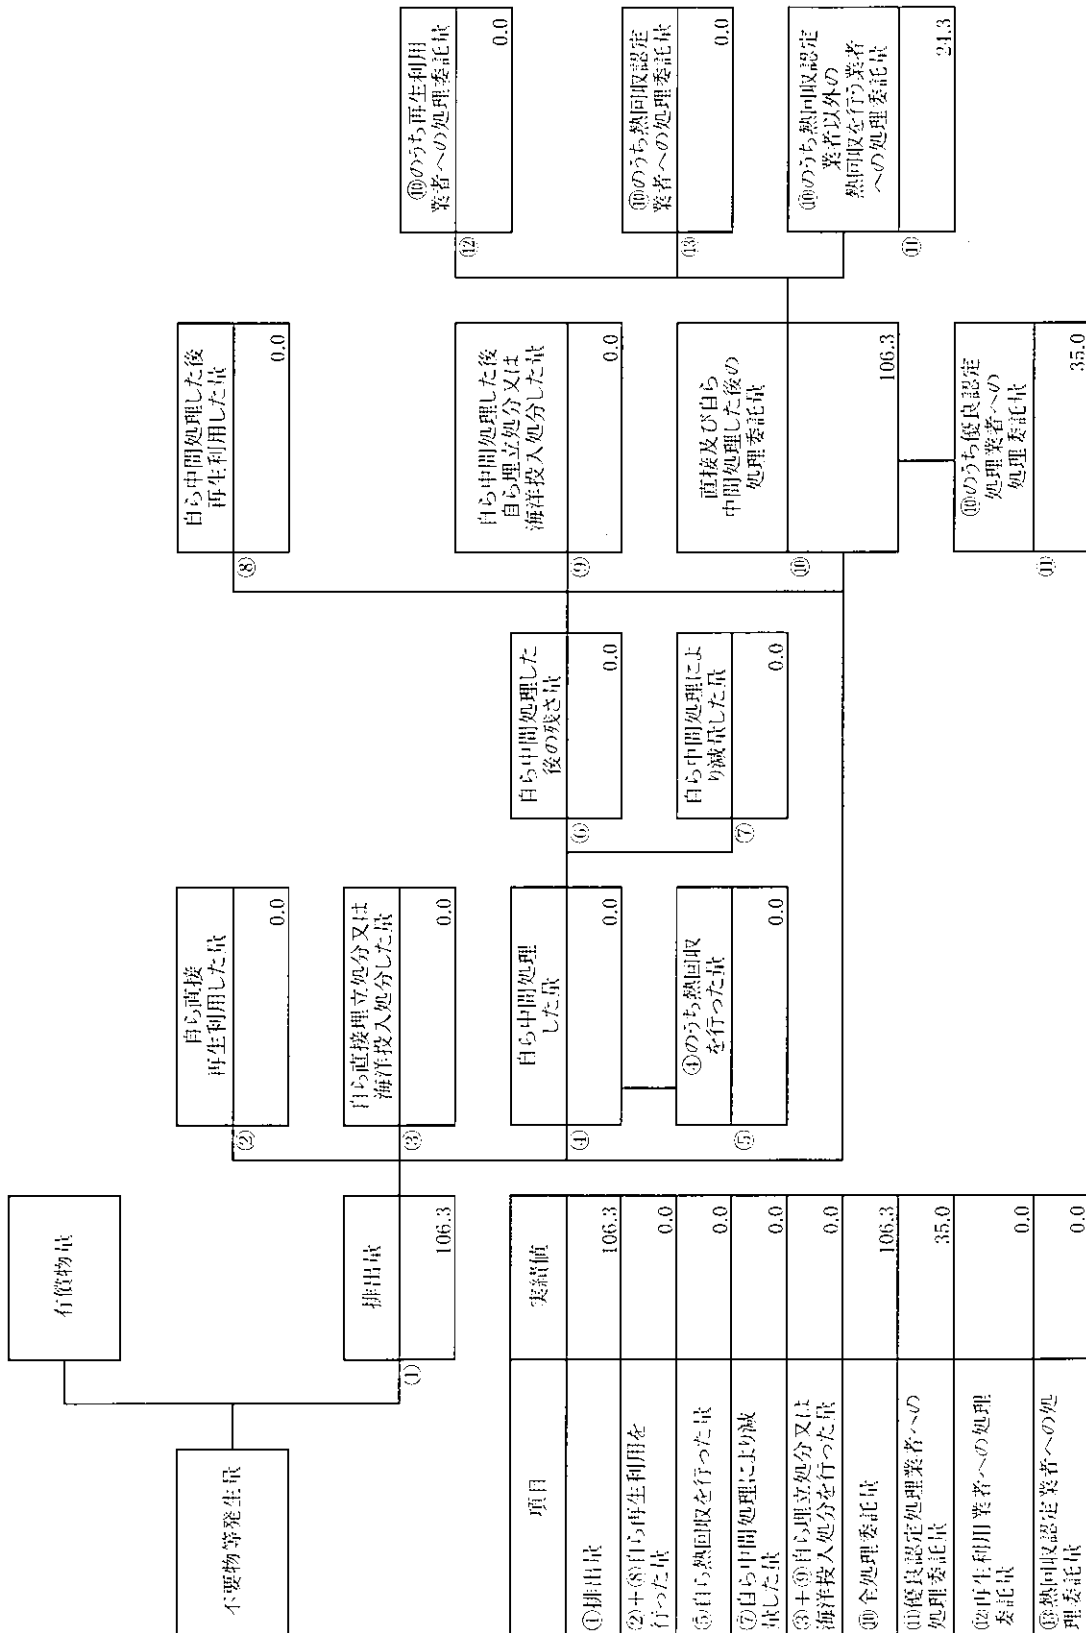 不要物等発生量
有償物量
①
排出量
106.3
②
自ら直接
再生利用した量
0.0
③
自ら直接埋立処分又は
海洋投入処分した量
0.0
④
自ら中間処理
した量
0.0
⑤
④のうち熱回収
を行った量
0.0
⑥
自ら中間処理した
後の残さ量
0.0
⑦
自ら中間処理によ
り減量した量
0.0
⑧
自ら中間処理した後
再生利用した量
0.0
⑨
自ら中間処理した後
自ら埋立処分又は
海洋投入処分した量
0.0
⑩
直接及び自ら
中間処理した後の
処理委託量
106.3
⑪
⑩のうち優良認定
処理業者への
処理委託量
35.0
⑫
⑩のうち再生利用
業者への処理委託量
0.0
⑬
⑩のうち熱回収認定
業者への処理委託量
0.0
⑪
⑩のうち熱回収認定
業者以外の
熱回収を行う業者
への処理委託量
24.3
項目
実績値
①排出量
106.3
②+⑧自ら再生利用を
行った量
0.0
⑤自ら熱回収を行った量
0.0
⑦自ら中間処理により減
量した量
0.0
③+⑨自ら埋立処分又は
海洋投入処分を行った量
0.0
⑩全処理委託量
106.3
⑪優良認定処理業者への
処理委託量
35.0
⑫再生利用業者への処理
委託量
0.0
⑬熱回収認定業者への処
理委託量
0.0